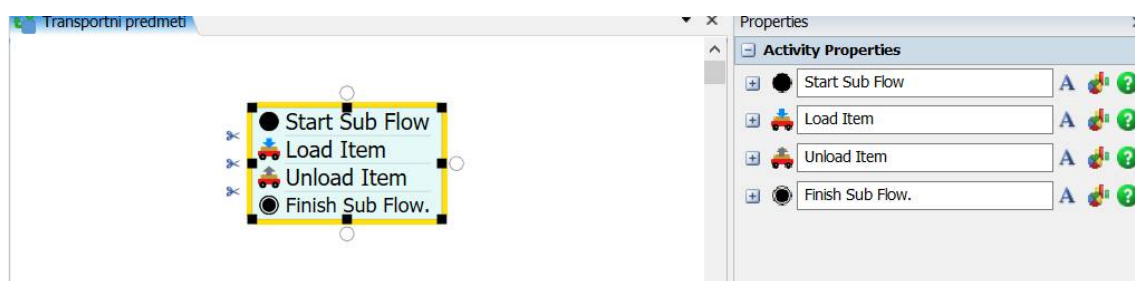 Transportni predmeti
Start Sub Flow
Load Item
Unload Item
Finish Sub Flow.
Properties
Activity Properties
Start Sub Flow
Load Item
Unload Item
Finish Sub Flow.